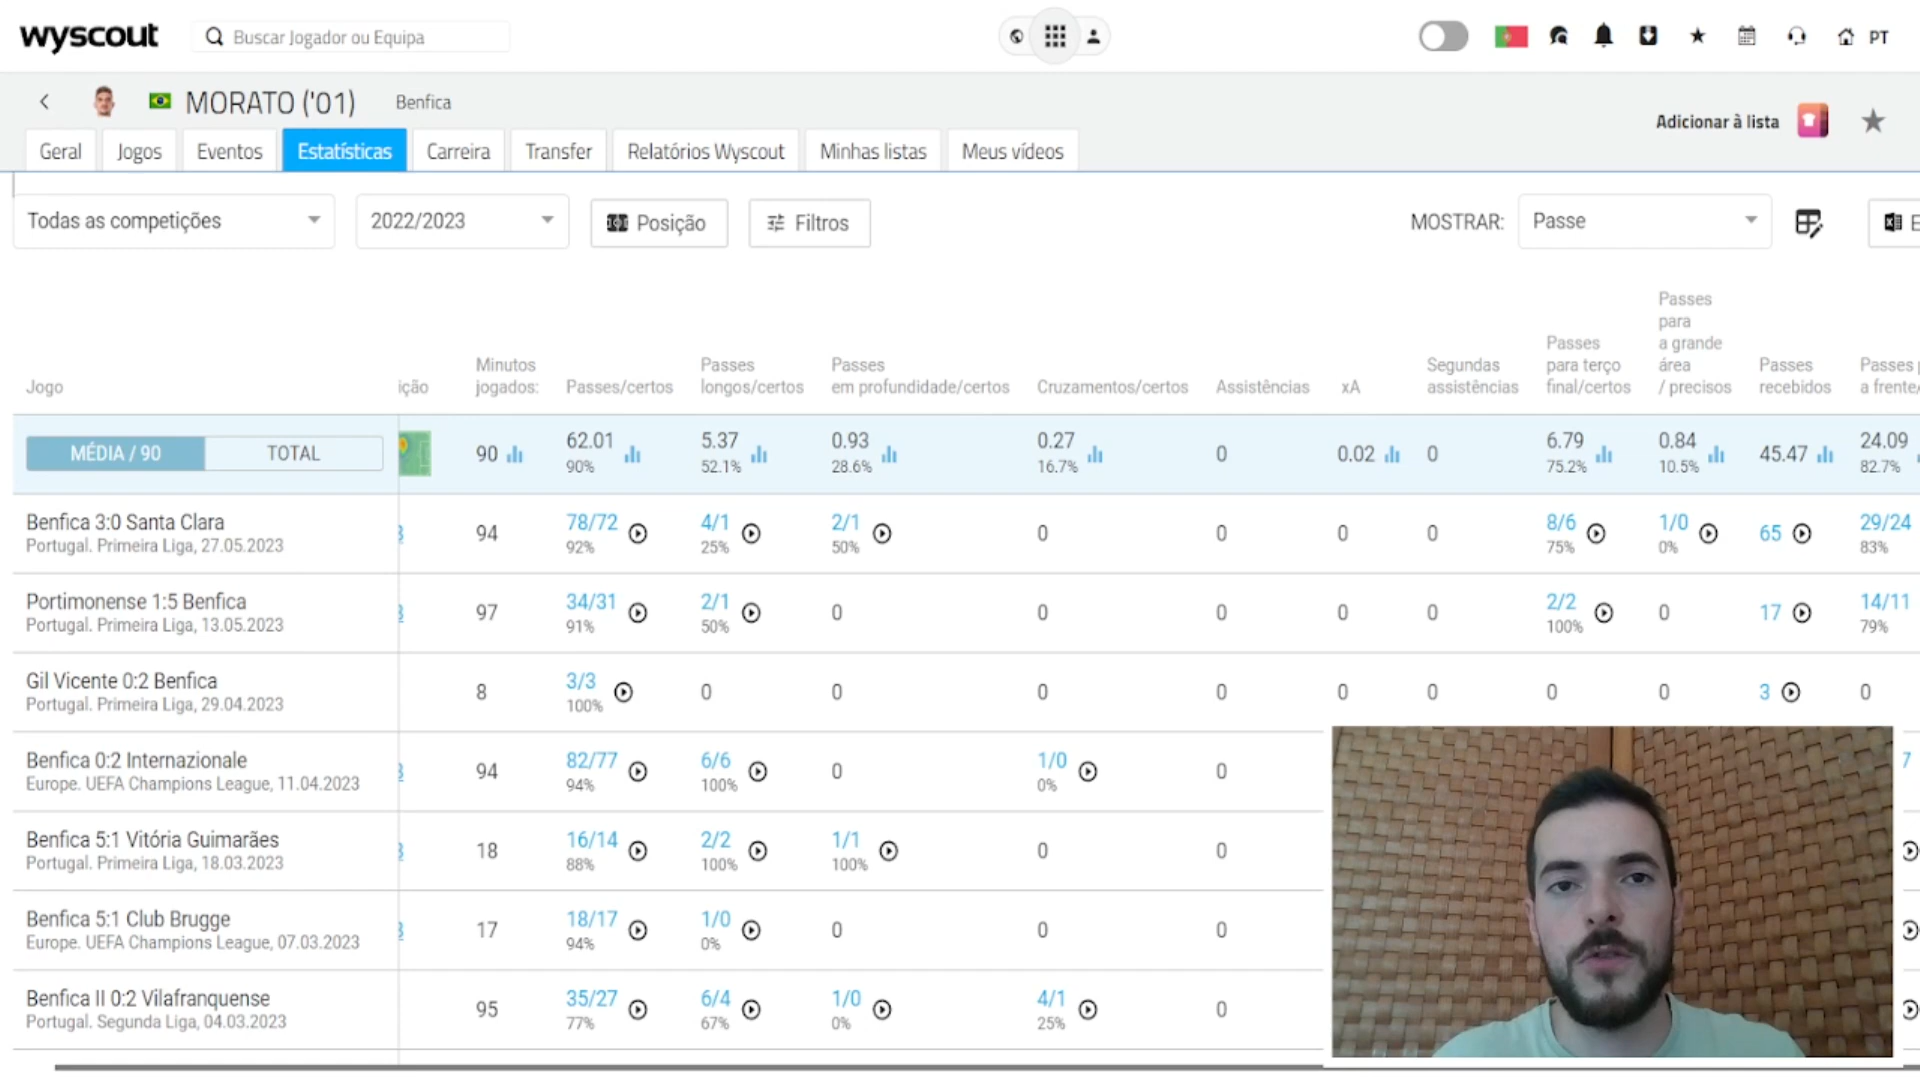 wyscout
Buscar Jogador ou Equipa
PT
MORATO ('01)
Benfica
Adicionar à lista
Geral
Jogos
Eventos
Estatísticas
Carreira
Transfer
Relatórios Wyscout
Minhas listas
Meus vídeos
Todas as competições
2022/2023
Posição
Filtros
MOSTRAR:
Passe
E
Jogo
ição
Minutos
jogados:
Passes/certos
Passes
longos/certos
Passes
em profundidade/certos
Cruzamentos/certos
Assistências
xA
Segundas
assistências
Passes
para terço
final/certos
Passes
para
a grande
área
/ precisos
Passes
recebidos
Passes p
a frente/
MÉDIA / 90
TOTAL
90
62.01
90%
5.37
52.1%
0.93
28.6%
0.27
16.7%
0
0.02
0
6.79
75.2%
0.84
10.5%
45.47
24.09
82.7%
Benfica 3:0 Santa Clara
Portugal. Primeira Liga, 27.05.2023
94
78/72
92%
4/1
25%
2/1
50%
0
0
0
0
8/6
75%
1/0
0%
65
29/24
83%
Portimonense 1:5 Benfica
Portugal. Primeira Liga, 13.05.2023
97
34/31
91%
2/1
50%
0
0
0
0
0
2/2
100%
0
17
14/11
79%
Gil Vicente 0:2 Benfica
Portugal. Primeira Liga, 29.04.2023
8
3/3
100%
0
0
0
0
0
0
0
0
3
0
Benfica 0:2 Internazionale
Europe. UEFA Champions League, 11.04.2023
94
82/77
94%
6/6
100%
0
1/0
0%
0
7
Benfica 5:1 Vitória Guimarães
Portugal. Primeira Liga, 18.03.2023
18
16/14
88%
2/2
100%
1/1
100%
0
0
Benfica 5:1 Club Brugge
Europe. UEFA Champions League, 07.03.2023
17
18/17
94%
1/0
0%
0
0
0
Benfica II 0:2 Vilafranquense
Portugal. Segunda Liga, 04.03.2023
95
35/27
77%
6/4
67%
1/0
0%
4/1
25%
0